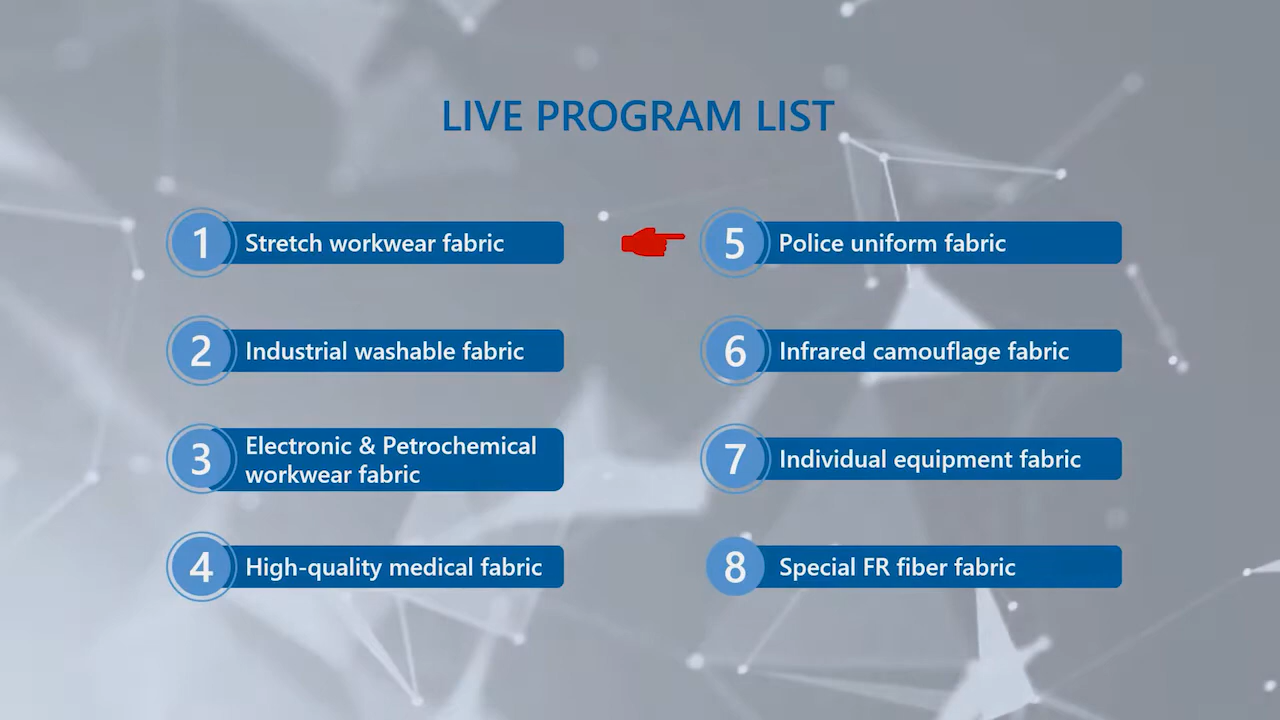 LIVE PROGRAM LIST
1 Stretch workwear fabric
2 Industrial washable fabric
3 Electronic & Petrochemical
workwear fabric
4 High-quality medical fabric
5 Police uniform fabric
6 Infrared camouflage fabric
7 Individual equipment fabric
8 Special FR fiber fabric